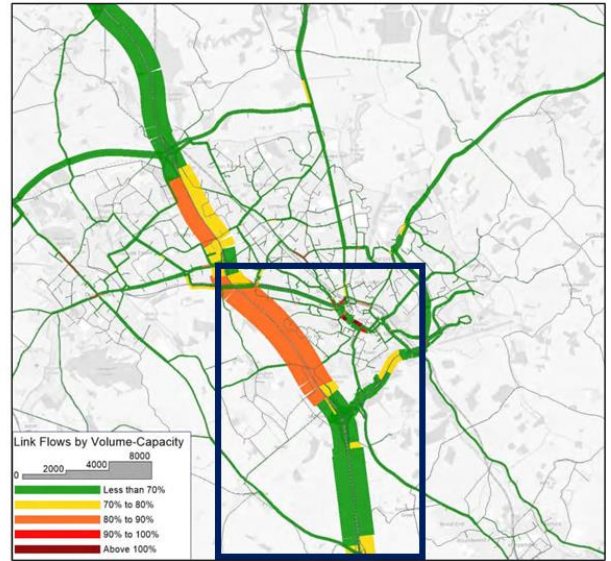 Link Flows by Volume-Capacity
0 2000 4000 8000
Less than 70%
70% to 80%
80% to 90%
90% to 100%
Above 100%